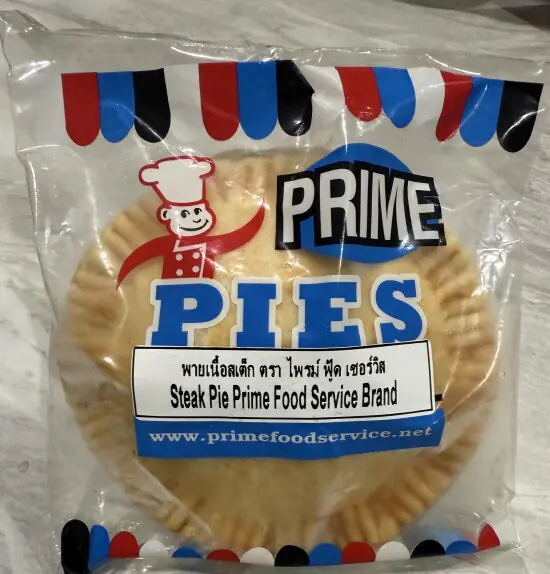 PRIME
PIES
พายเนื้อสเต็ก ตรา ไพรม์ ฟู้ด เซอร์วิส
Steak Pie Prime Food Service Brand
www.primefoodservice.net